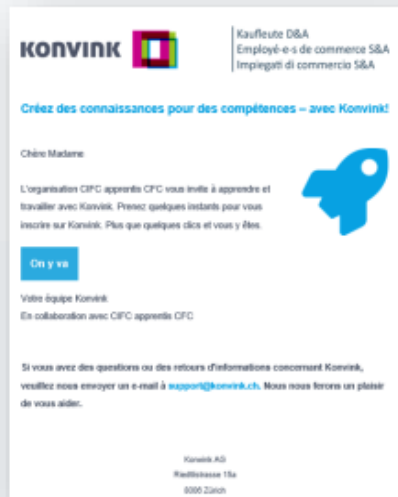 KONVINK
Kaufleute D&A
Employé-e-s de commerce S&A
Impiegati di commercio S&A
Créez des connaissances pour des compétences – avec Konvink!
Chère Madame
L'organisation CIFC apprentis CFC vous invite à apprendre et
travailler avec Konvink. Prenez quelques instants pour vous
inscrire sur Konvink. Plus que quelques clics et vous y êtes.
On y va
Votre équipe Konvink
En collaboration avec CIFC apprentis CFC
Si vous avez des questions ou des retours d'informations concernant Konvink,
veuillez nous envoyer un e-mail à support@konvink.ch. Nous nous ferons un plaisir
de vous aider.
Konvink AG
Riedtlistrasse 15a
8006 Zürich